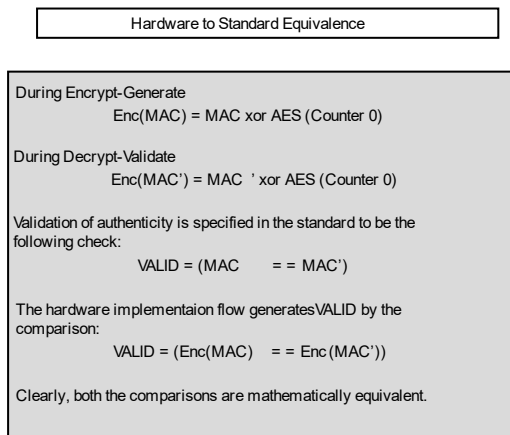 Hardware to Standard Equivalence
During Encrypt-Generate
Enc(MAC) = MAC xor AES (Counter 0)
During Decrypt-Validate
Enc(MAC’) = MAC ’ xor AES (Counter 0)
Validation of authenticity is specified in the standard to be the
following check:
VALID = (MAC = = MAC’)
The hardware implementaion flow generatesVALID by the
comparison:
VALID = (Enc(MAC) = = Enc (MAC’))
Clearly, both the comparisons are mathematically equivalent.